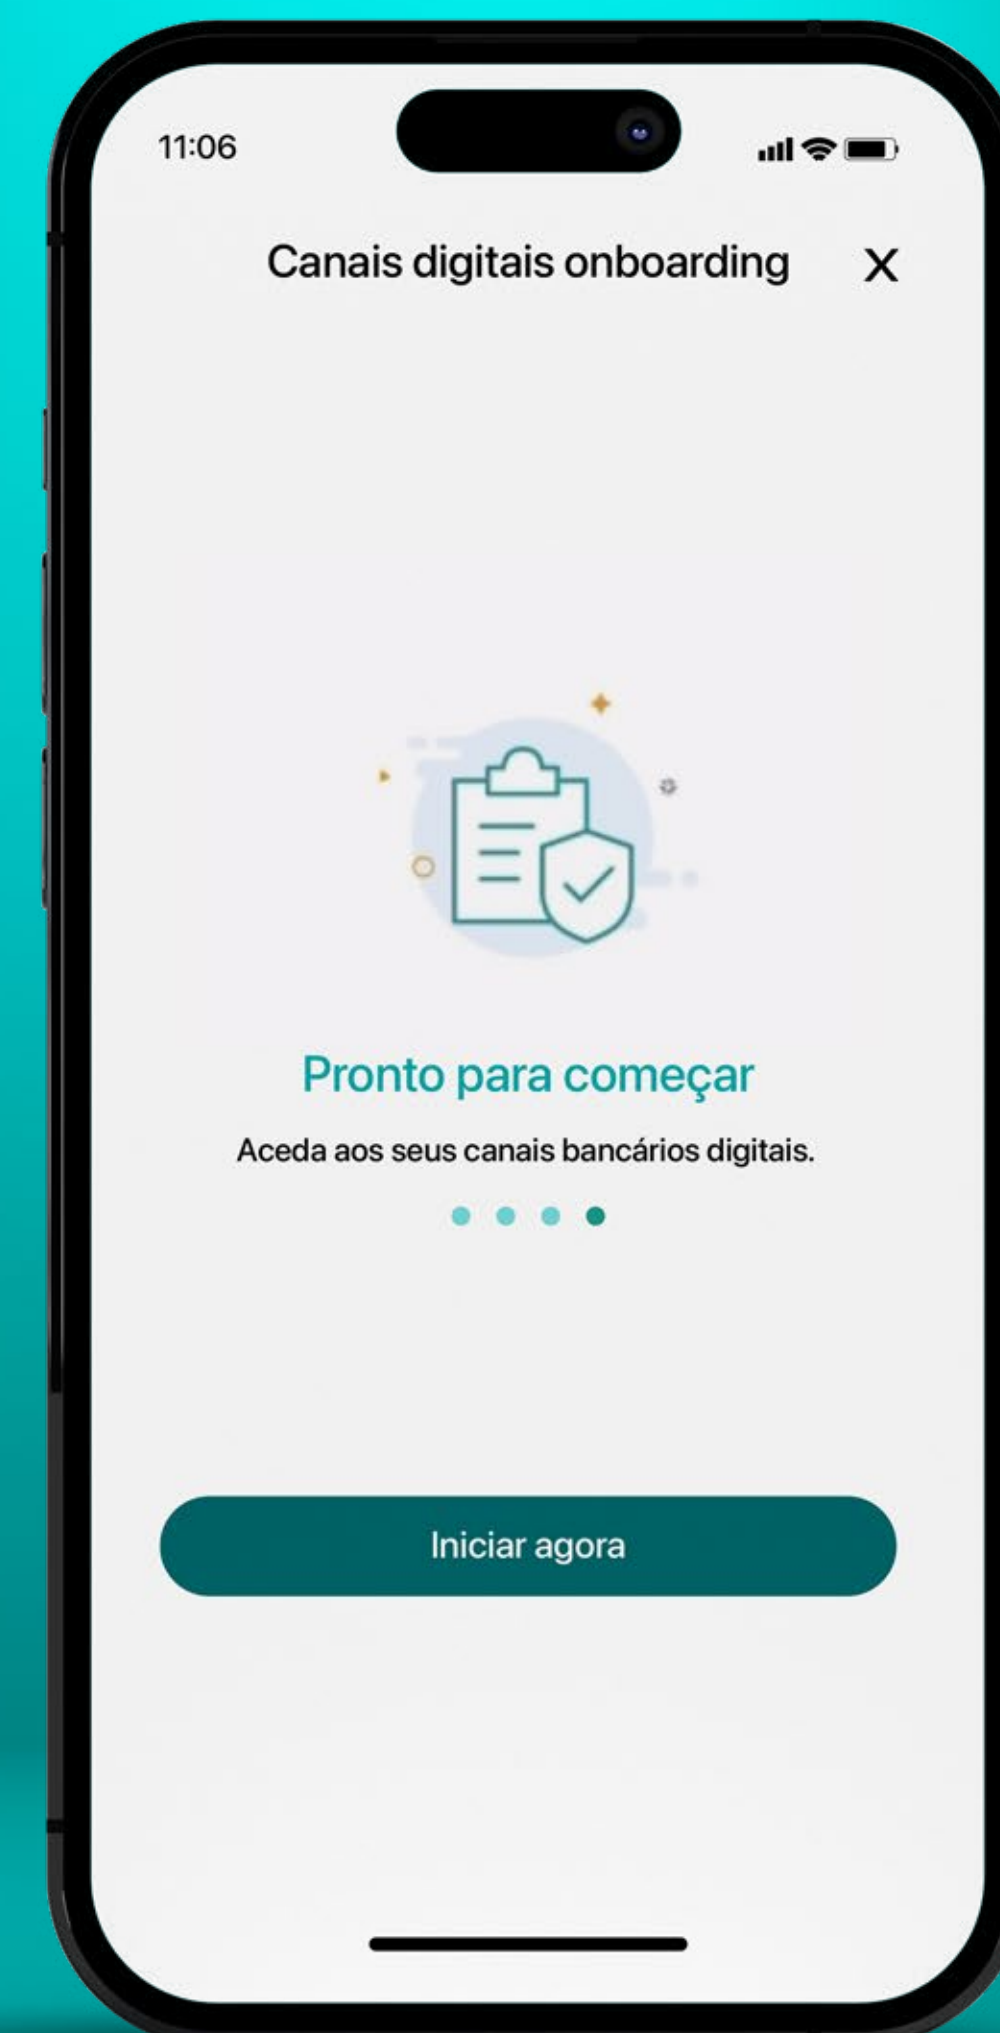 11:06
Canais digitais onboarding X
Pronto para começar
Aceda aos seus canais bancários digitais.
Iniciar agora